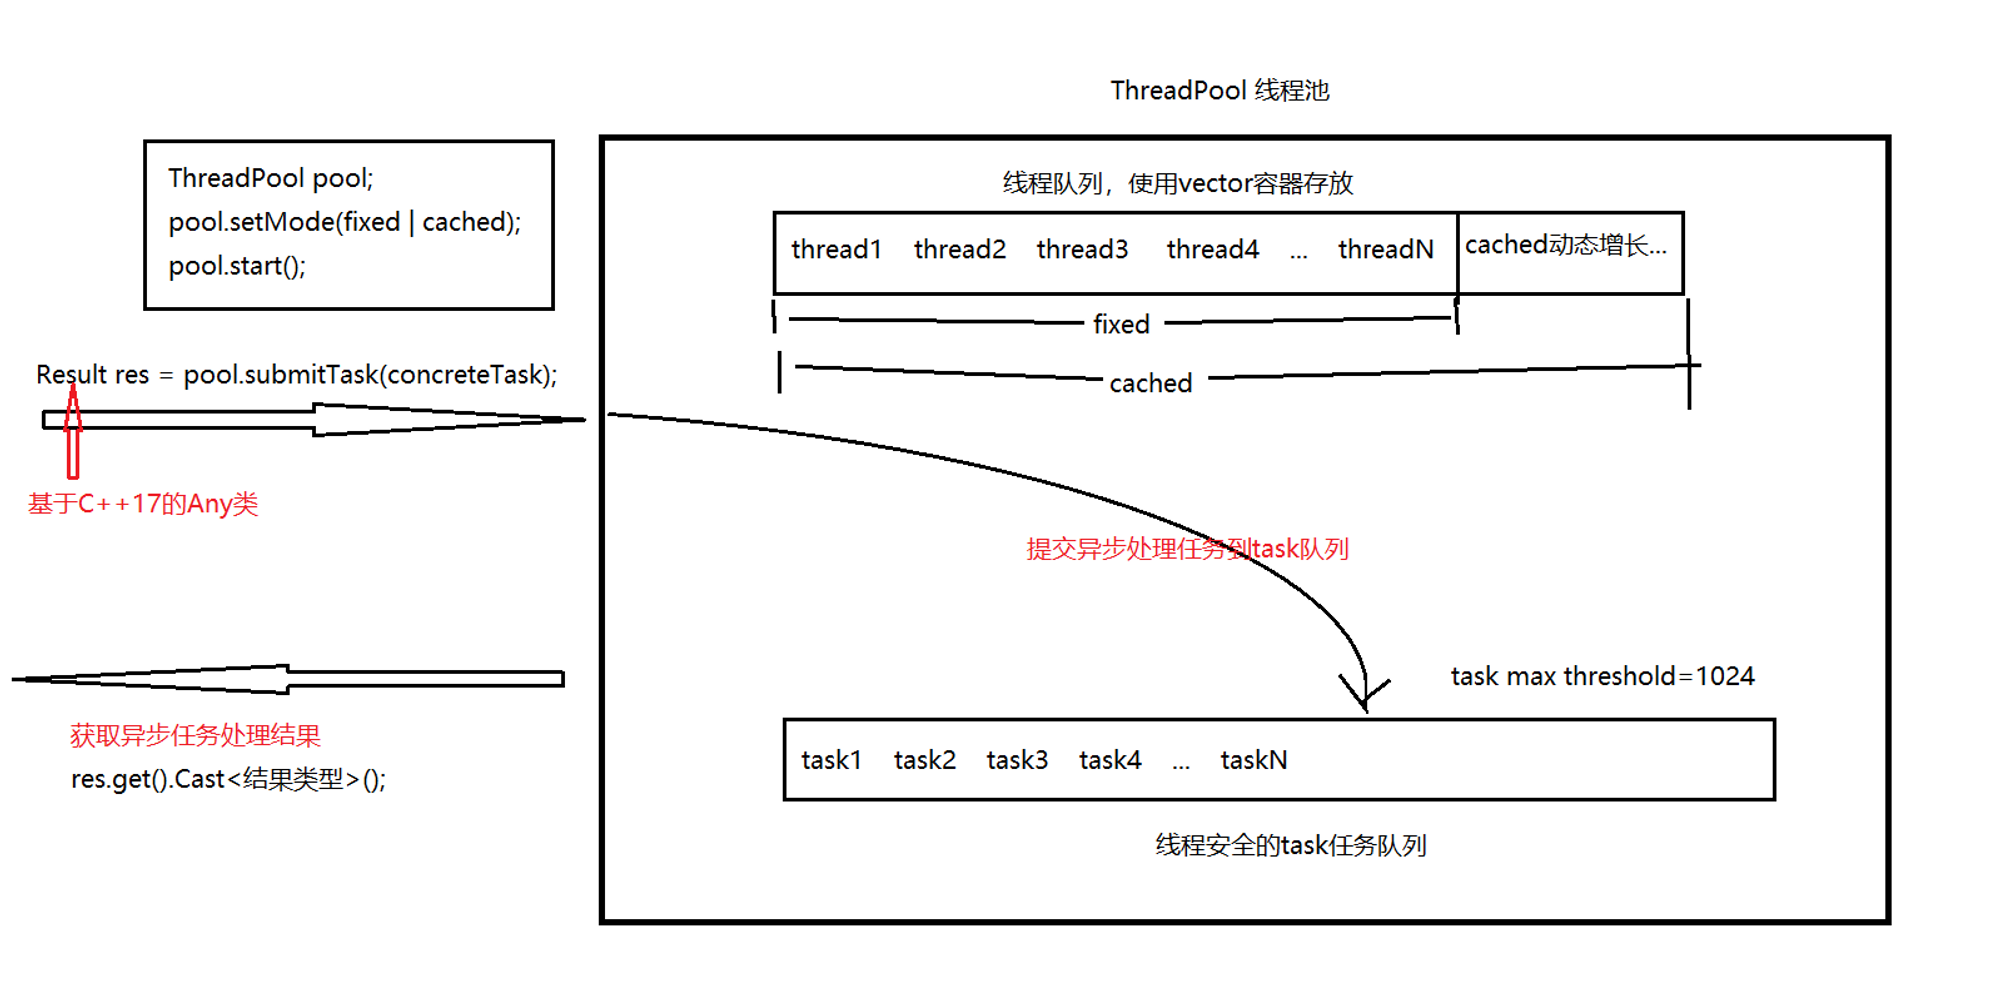 ThreadPool 线程池
ThreadPool pool;
pool.setMode(fixed | cached);
pool.start();
线程队列，使用vector容器存放
thread1 thread2 thread3 thread4 ... threadN cached动态增长...
fixed
cached
Result res = pool.submitTask(concreteTask);
基于C++17的Any类
提交异步处理任务到task队列
task max threshold=1024
获取异步任务处理结果
res.get().Cast<结果类型>();
task1 task2 task3 task4 ... taskN
线程安全的task任务队列